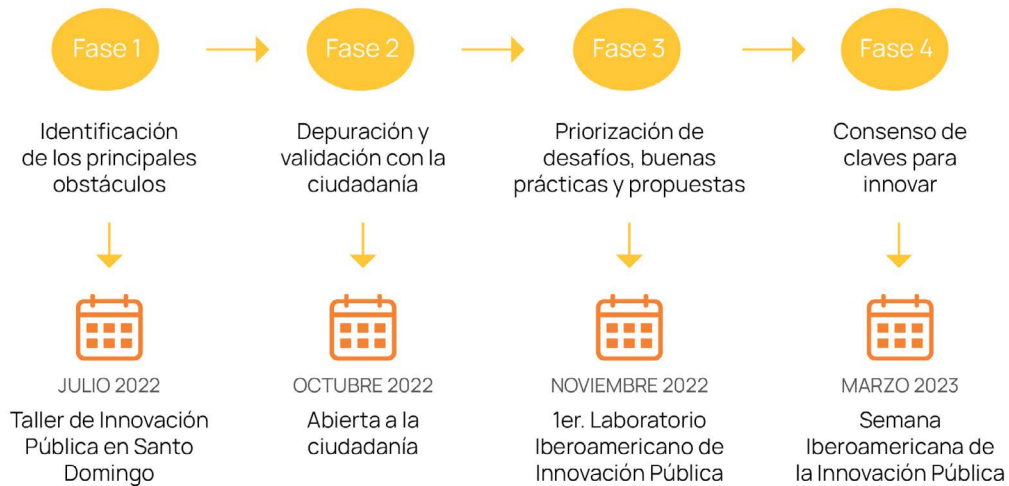 Fase 1
Fase 2
Fase 3
Fase 4
Identificación
de los principales
obstáculos
Depuración y
validación con la
ciudadanía
Priorización de
desafíos, buenas
prácticas y propuestas
Consenso de
claves para
innovar
JULIO 2022
Taller de Innovación
Pública en Santo
Domingo
OCTUBRE 2022
Abierta a la
ciudadanía
NOVIEMBRE 2022
1er. Laboratorio
Iberoamericano de
Innovación Pública
MARZO 2023
Semana
Iberoamericana de
la Innovación Pública